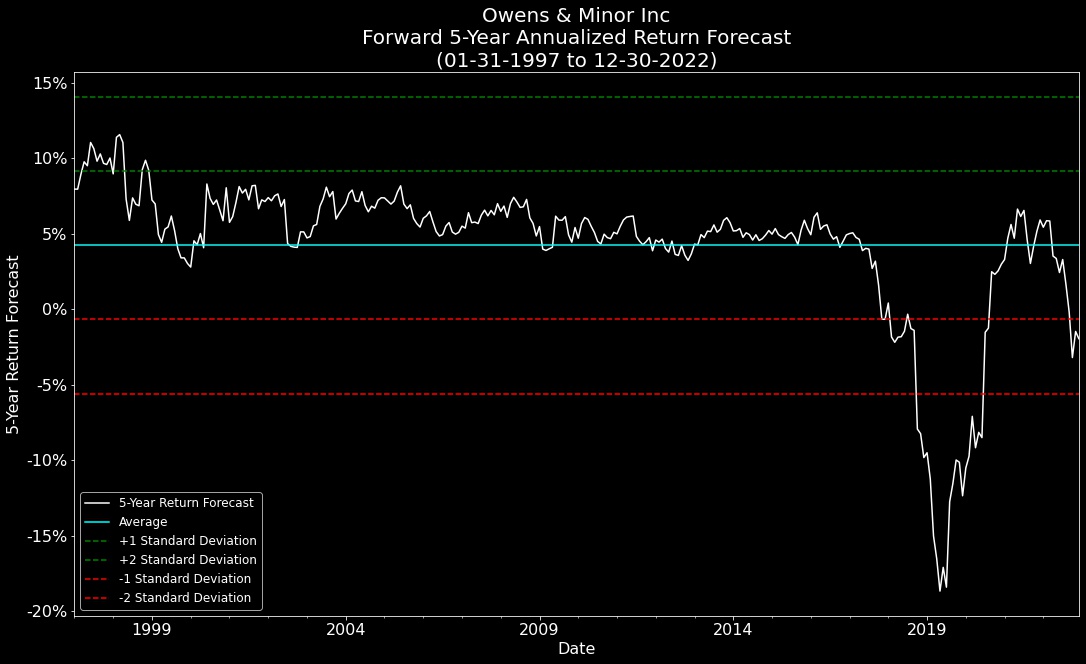 Owens & Minor Inc
Forward 5-Year Annualized Return Forecast
(01-31-1997 to 12-30-2022)
15%
10%
5%
0%
-5%
-10%
-15%
-20%
5-Year Return Forecast
5-Year Return Forecast
Average
+1 Standard Deviation
+2 Standard Deviation
-1 Standard Deviation
-2 Standard Deviation
1999 2004 2009 2014 2019
Date